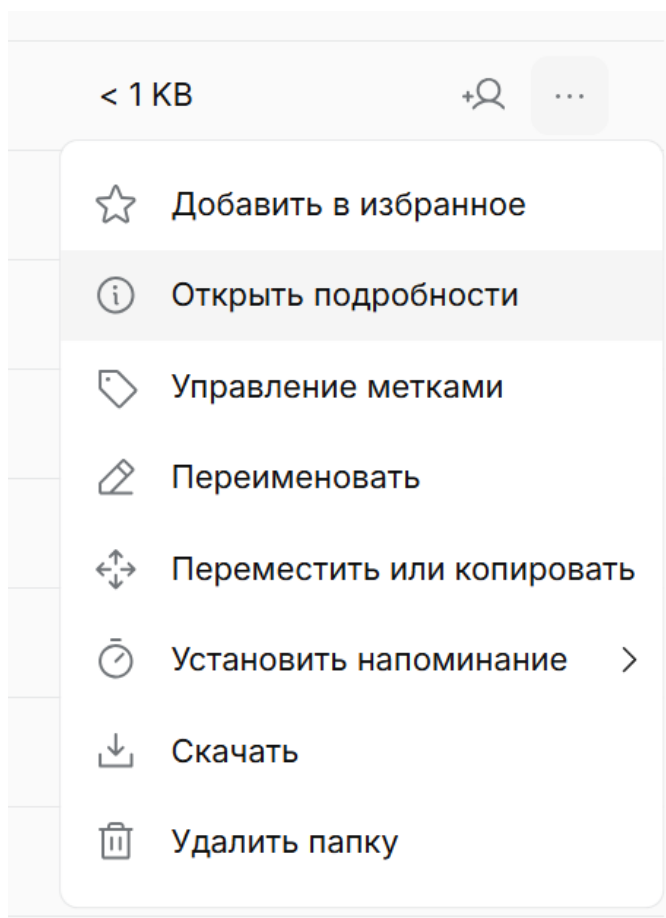 < 1 KB
Добавить в избранное
Открыть подробности
Управление метками
Переименовать
Переместить или копировать
Установить напоминание
Скачать
Удалить папку